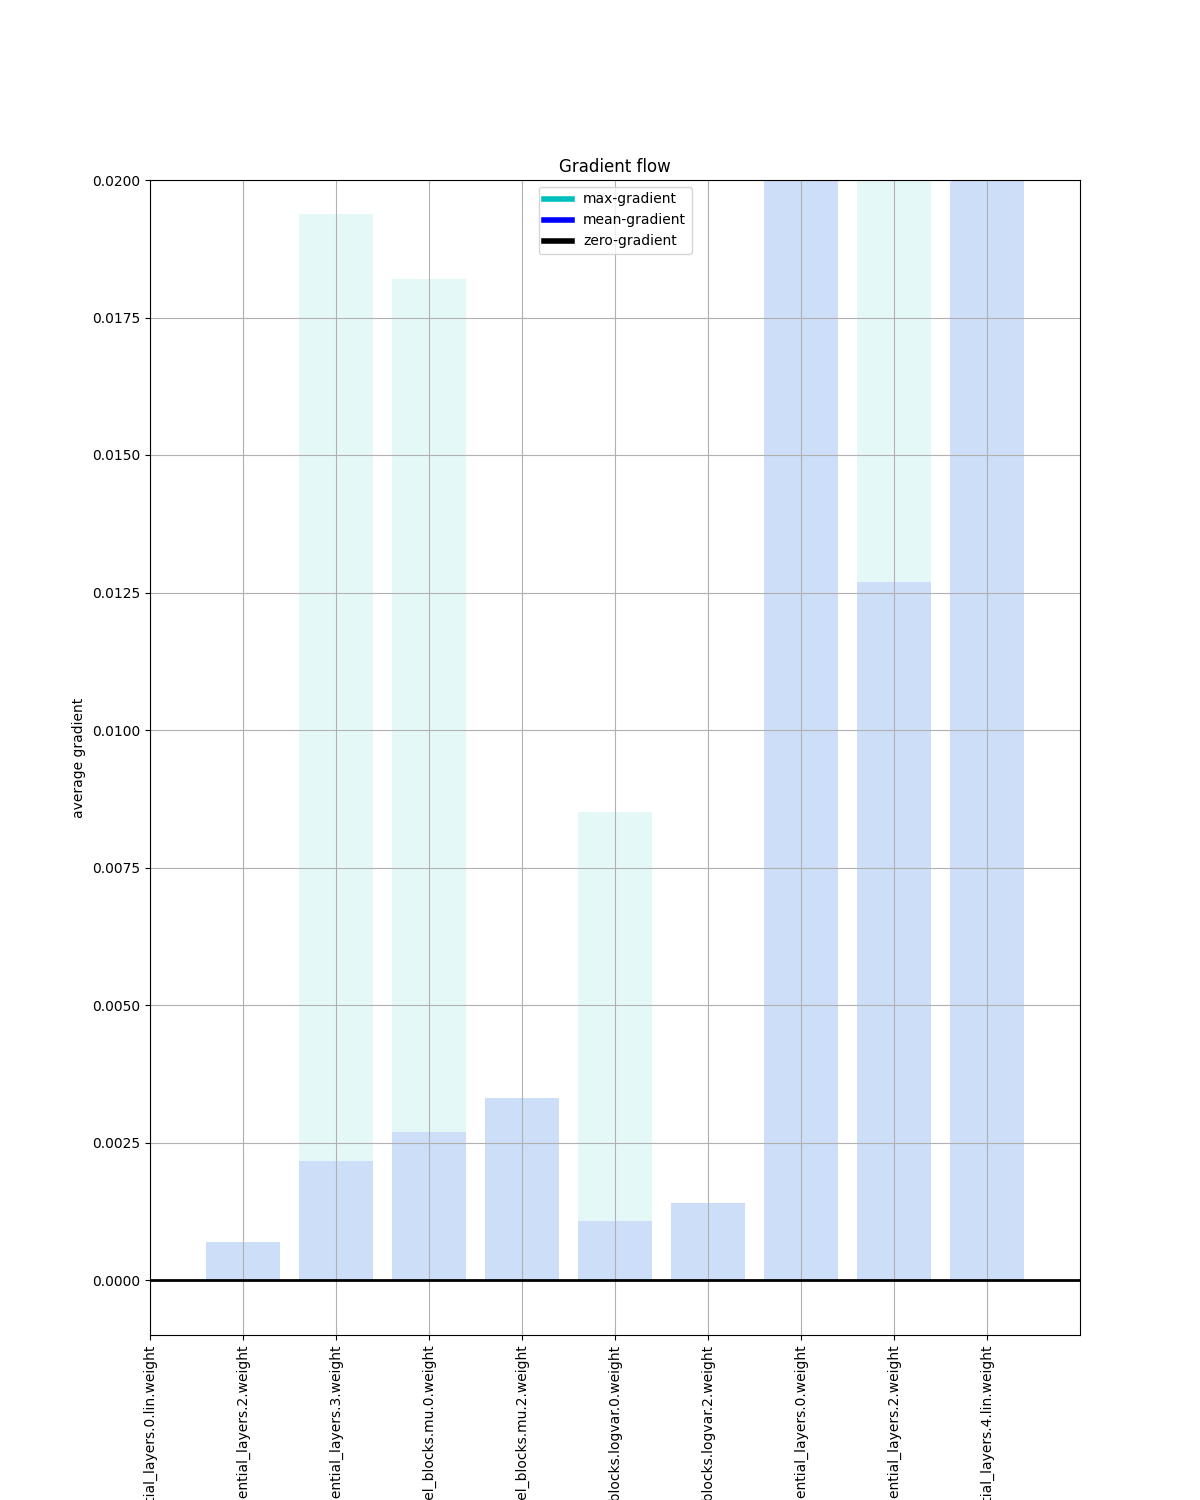 Gradient flow
max-gradient
mean-gradient
zero-gradient
0.0200
0.0175
0.0150
0.0125
0.0100
0.0075
0.0050
0.0025
0.0000
average gradient
tial_layers.0.lin.weight
ential_layers.2.weight
ential_layers.3.weight
el_blocks.mu.0.weight
el_blocks.mu.2.weight
blocks.logvar.0.weight
blocks.logvar.2.weight
ential_layers.0.weight
ential_layers.2.weight
tial_layers.4.lin.weight